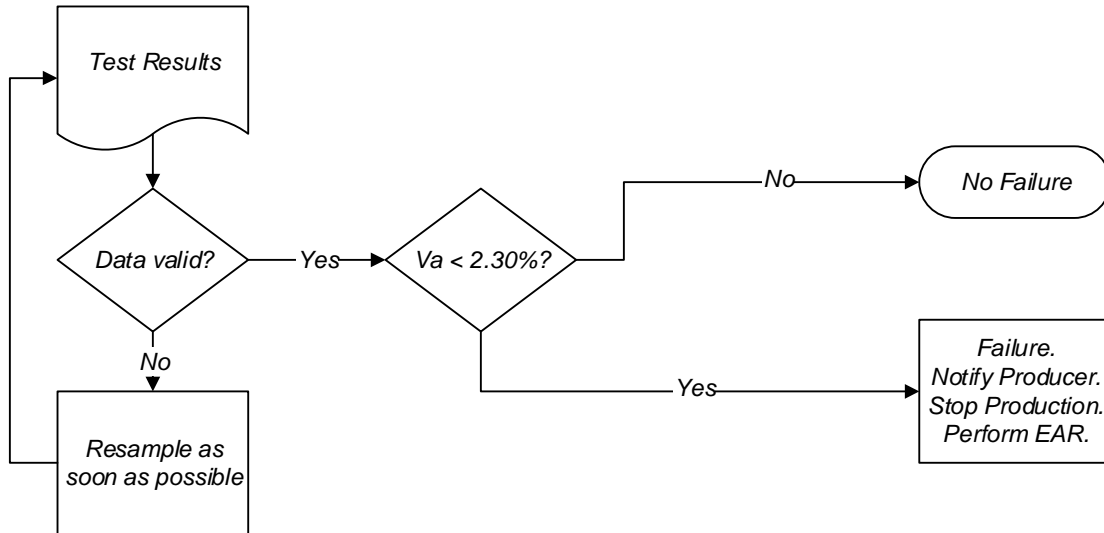 Test Results
No
No Failure
Data valid?
Yes
Va < 2.30%?
No
Yes
Failure.
Notify Producer.
Stop Production.
Perform EAR.
Resample as
soon as possible